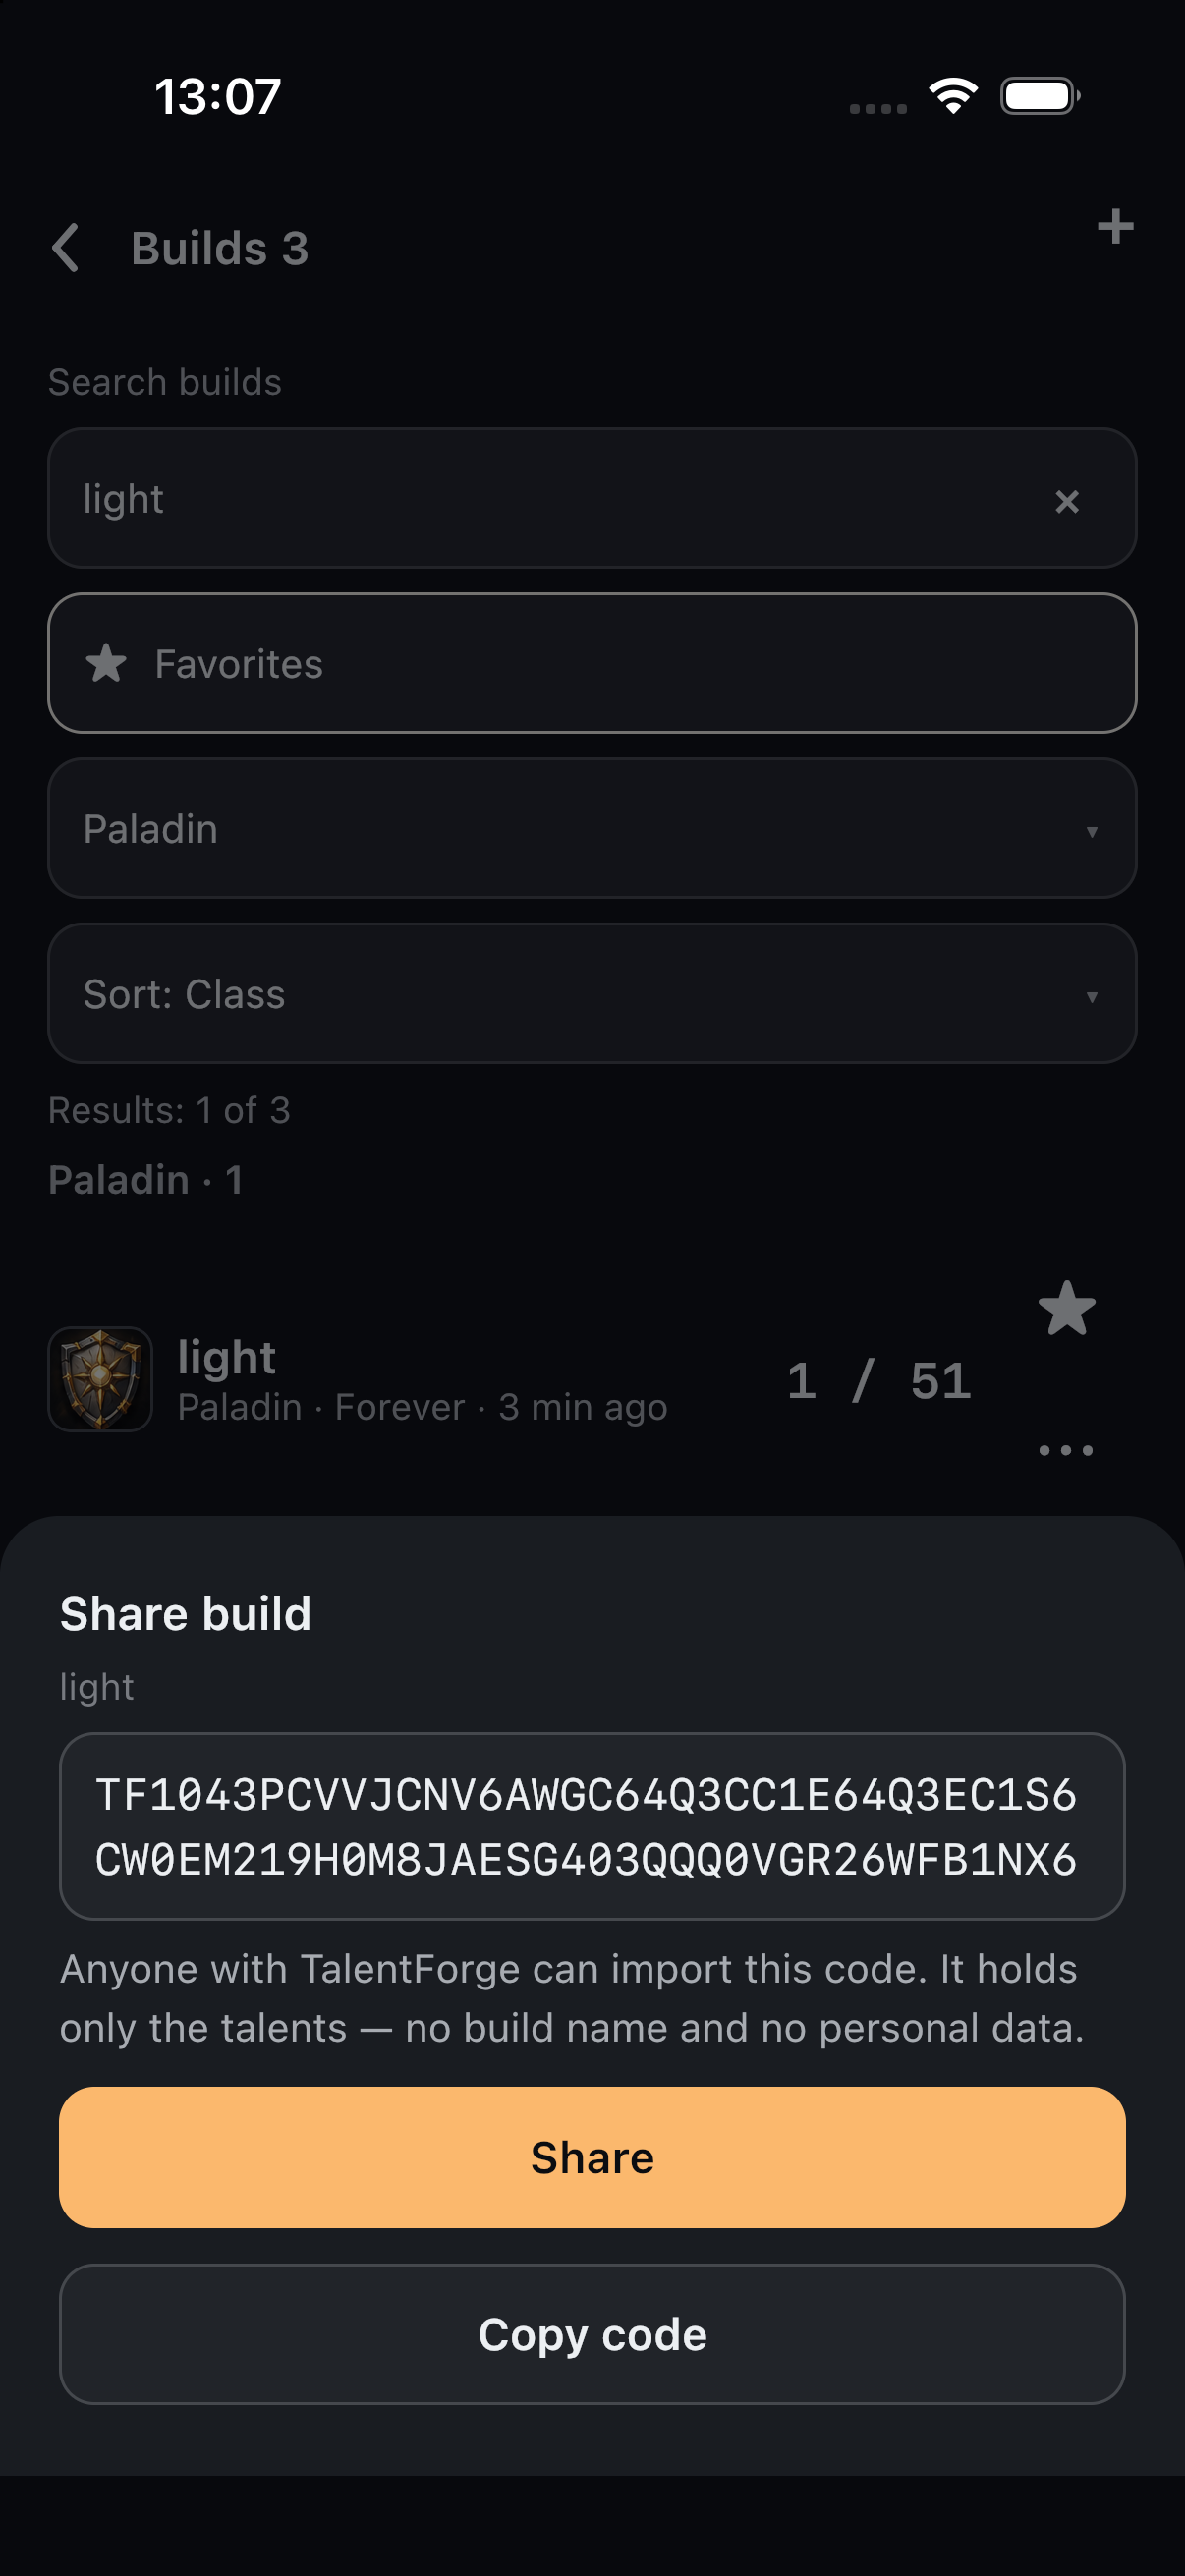 13:07
Builds 3
+
Search builds
light
×
★ Favorites
Paladin
Sort: Class
Results: 1 of 3
Paladin · 1
light
Paladin · Forever · 3 min ago
1 / 51
Share build
light
TF1043PCVVJCNV6AWGC64Q3CC1E64Q3EC1S6
CW0EM219H0M8JAESG403QQQ0VGR26WFB1NX6
Anyone with TalentForge can import this code. It holds
only the talents — no build name and no personal data.
Share
Copy code